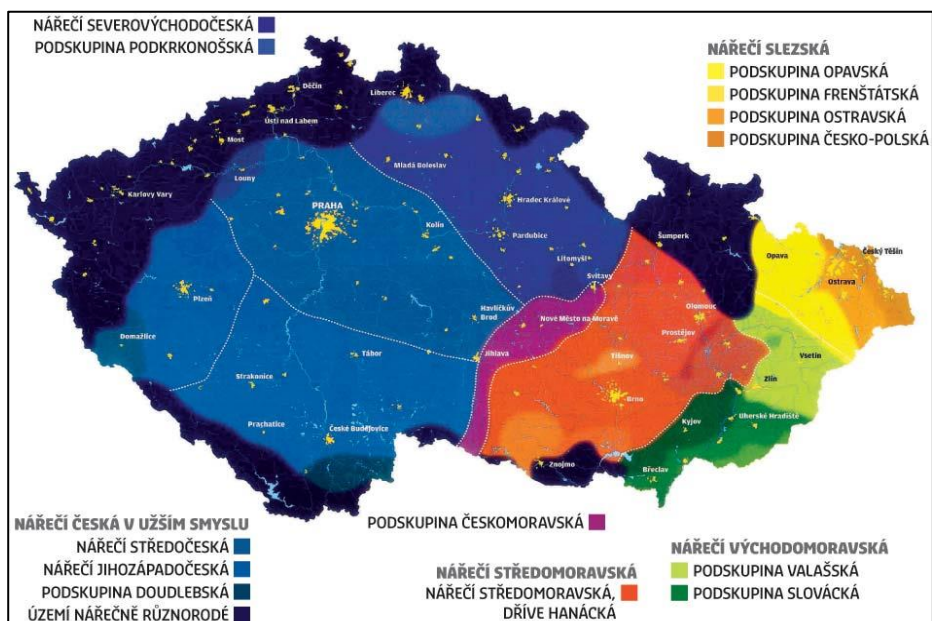 NÁŘEČÍ SEVEROVÝCHODOČESKÁ
PODSKUPINA PODKRKONOŠSKÁ
NÁŘEČÍ SLEZSKÁ
PODSKUPINA OPAVSKÁ
PODSKUPINA FRENŠTÁTSKÁ
PODSKUPINA OSTRAVSKÁ
PODSKUPINA ČESKO-POLSKÁ
Děčín
Liberec
Ústí nad Labem
Most
Mladá Boleslav
Louny
Karlovy Vary
Hradec Králové
PRAHA
Kolín
Pardubice
Šumperk
Opava
Český Těšín
Litomyšl
Ostrava
Svitavy
Plzeň
Havlíčkův
Brod
Nové Město na Moravě
Olomouc
Domažlice
Jihlava
Prostějov
Tábor
Tišnov
Vsetín
Strakonice
Zlín
Brno
Prachatice
České Budějovice
Kyjov
Uherské Hradiště
Znojmo
Břeclav
NÁŘEČÍ ČESKÁ V UŽŠÍM SMYSLU
NÁŘEČÍ STŘEDOČESKÁ
NÁŘEČÍ JIHOZÁPADOČESKÁ
PODSKUPINA DOUDLEBSKÁ
ÚZEMÍ NÁŘEČNĚ RŮZNORODÉ
PODSKUPINA ČESKOMORAVSKÁ
NÁŘEČÍ STŘEDOMORAVSKÁ
NÁŘEČÍ STŘEDOMORAVSKÁ,
DŘÍVE HANÁCKÁ
NÁŘEČÍ VÝCHODOMORAVSKÁ
PODSKUPINA VALAŠSKÁ
PODSKUPINA SLOVÁCKÁ